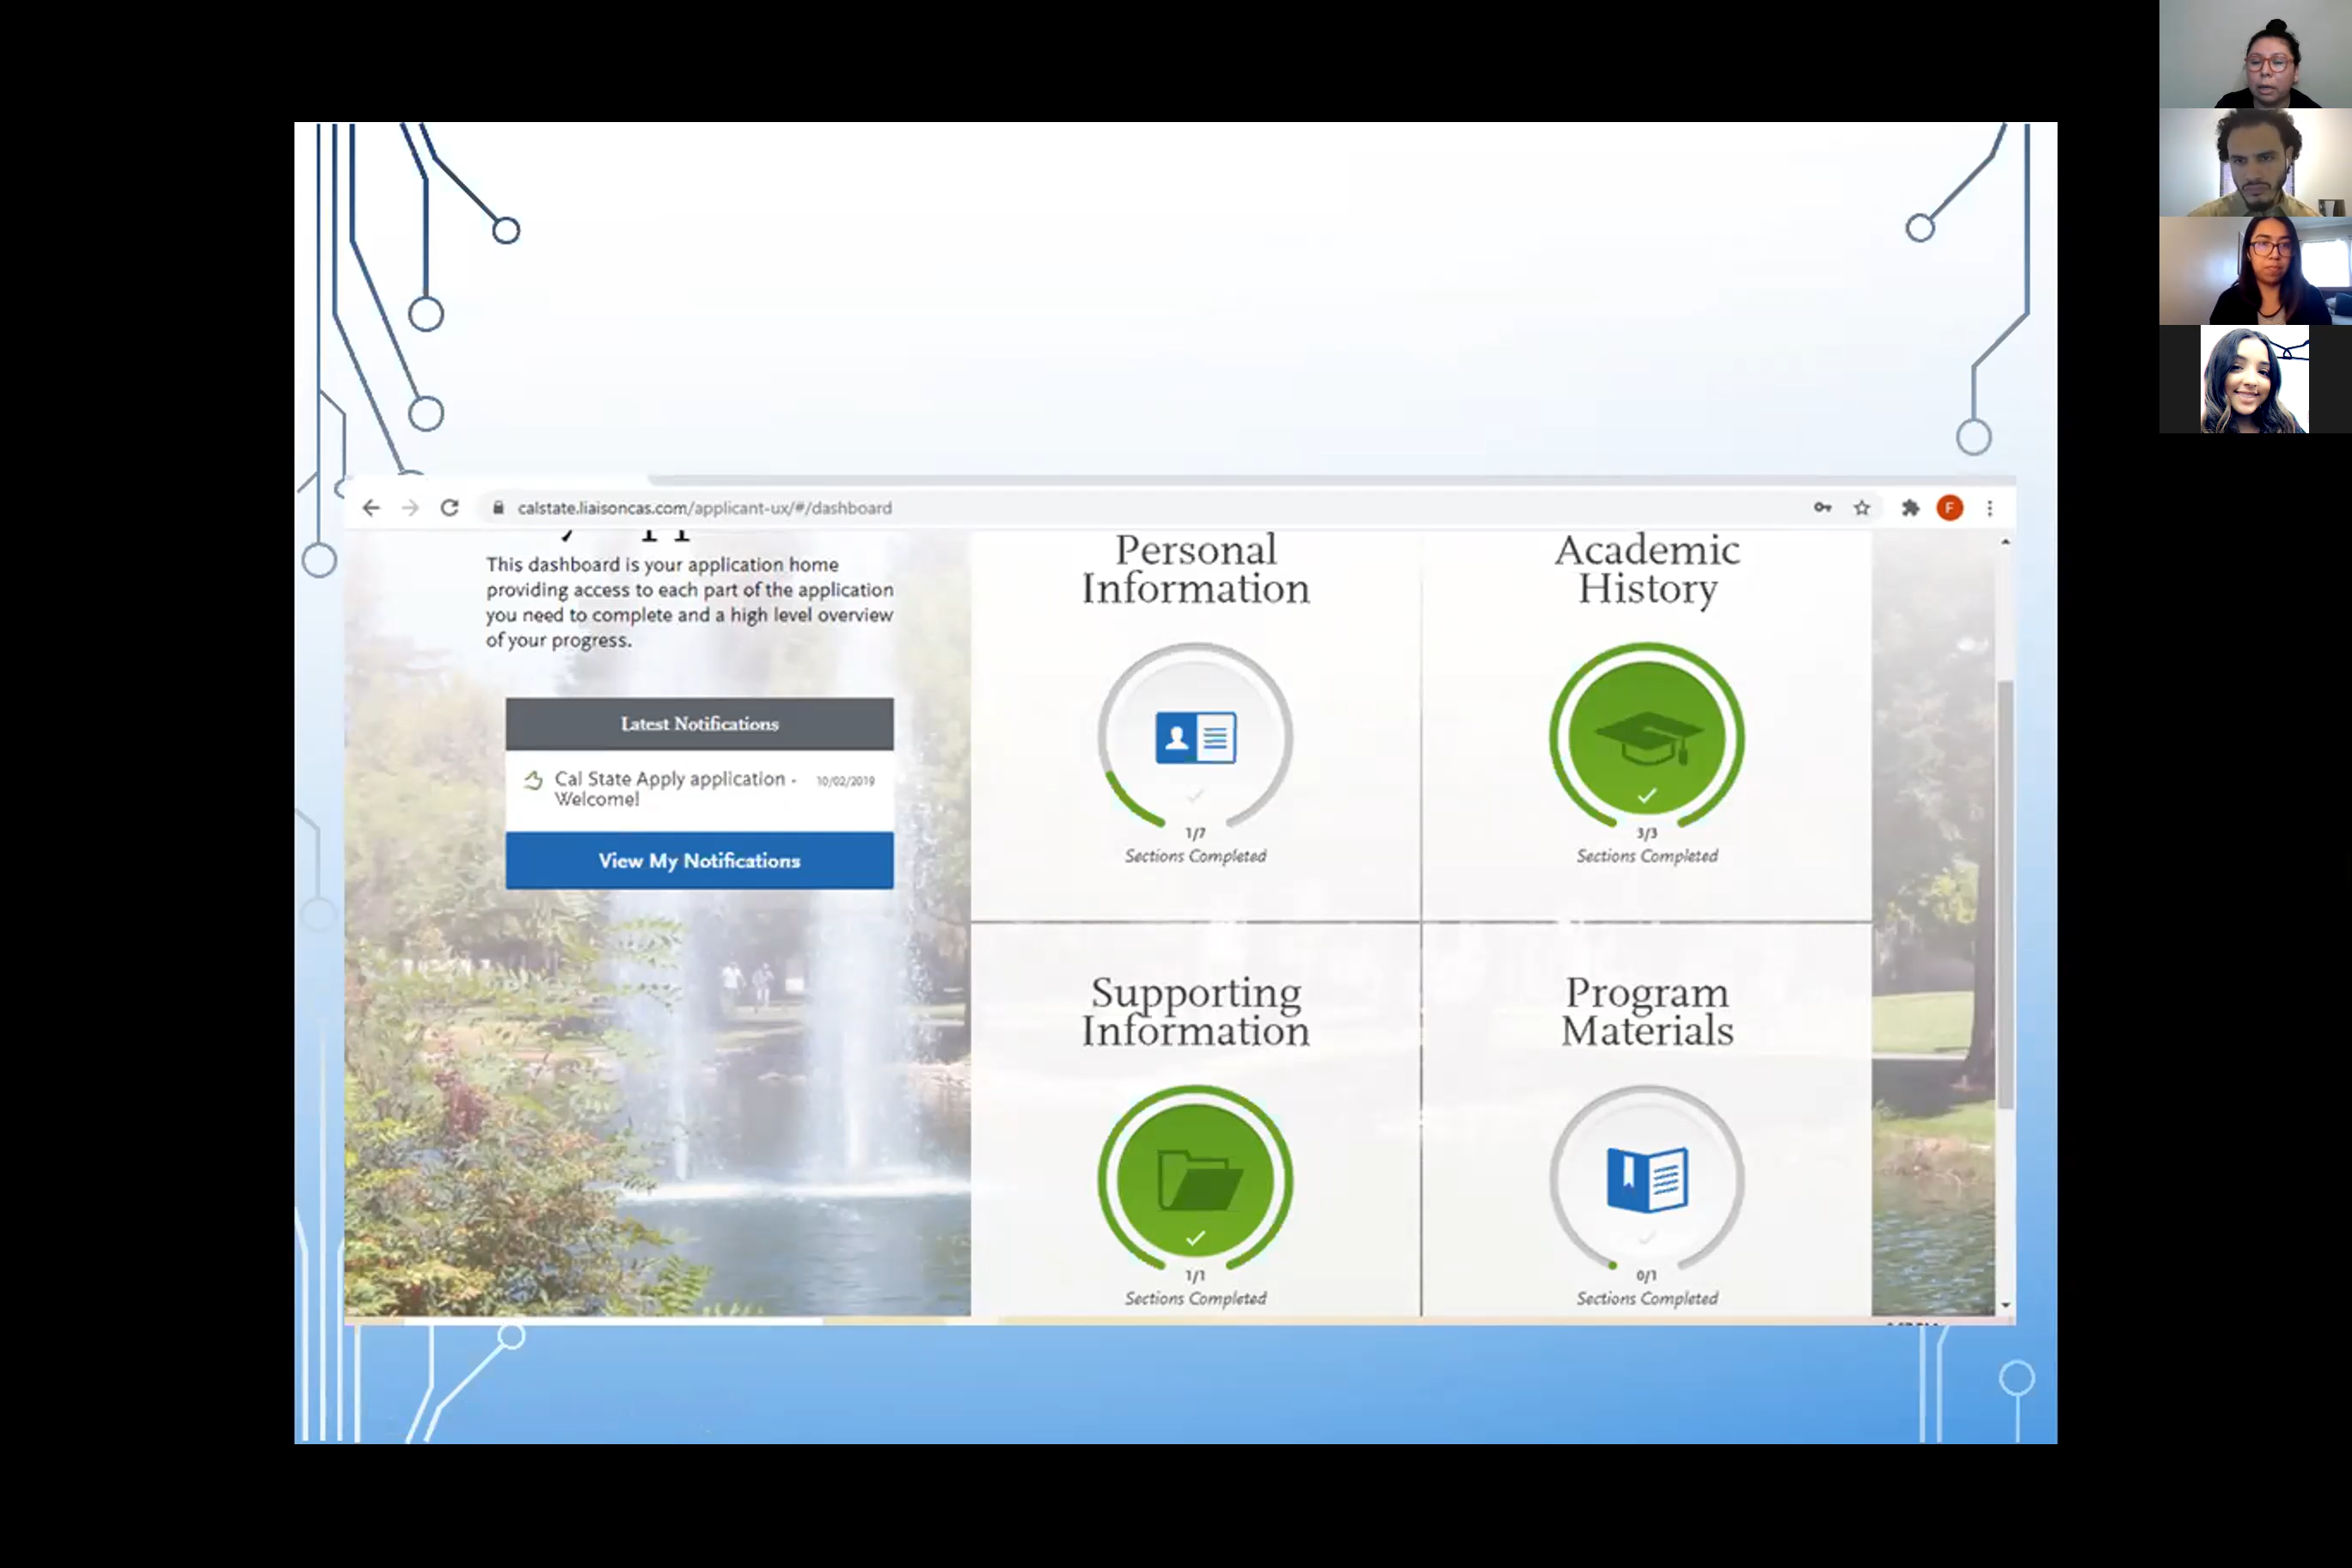 calstate.liaisoncas.com/applicant-ux/#/dashboard
F
This dashboard is your application home
providing access to each part of the application
you need to complete and a high level overview
of your progress.
Latest Notifications
Cal State Apply application -
Welcome!
10/02/2019
View My Notifications
Personal
Information
1/7
Sections Completed
Academic
History
3/3
Sections Completed
Supporting
Information
1/1
Sections Completed
Program
Materials
0/1
Sections Completed